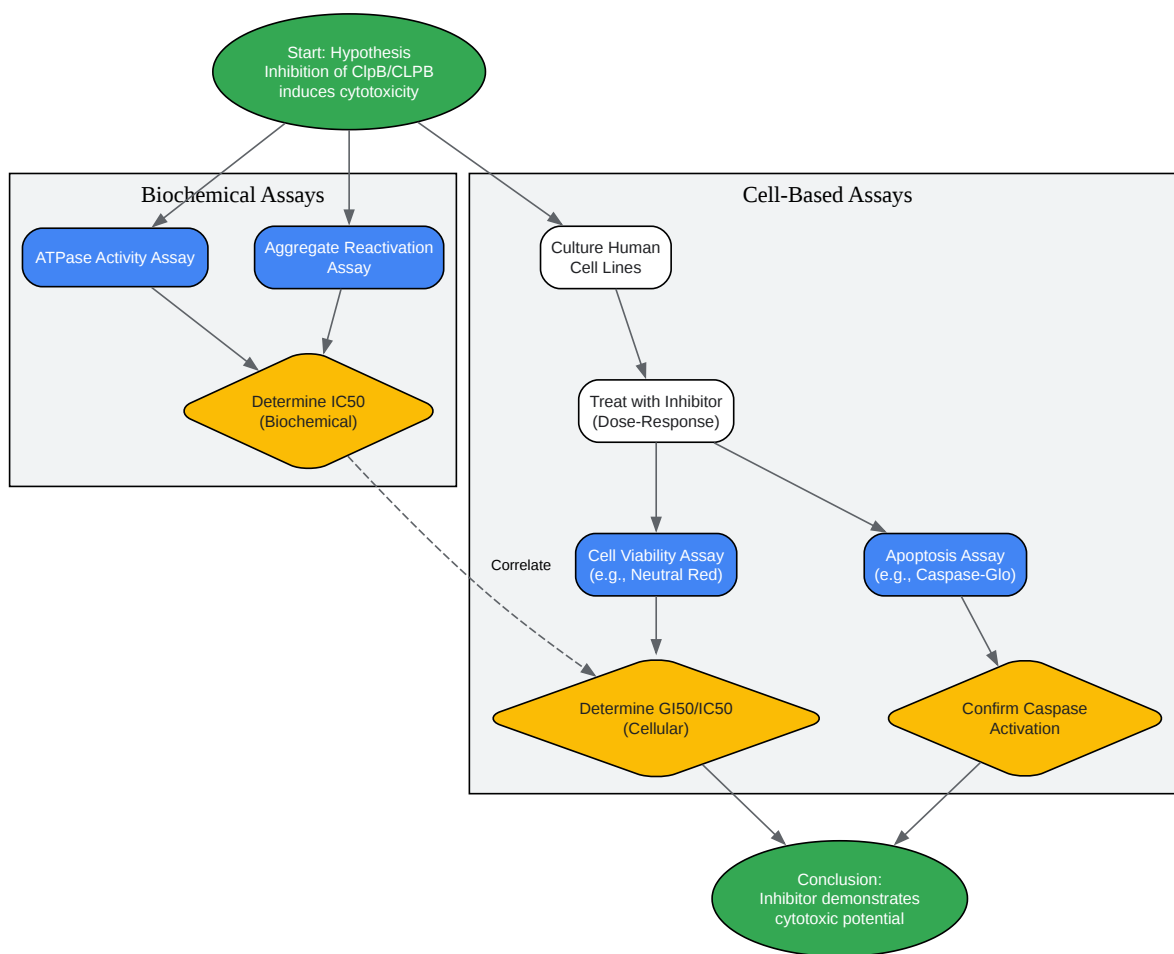 Start: Hypothesis
Inhibition of ClpB/CLPB
induces cytotoxicity
Biochemical Assays
Cell-Based Assays
ATPase Activity Assay
Aggregate Reactivation
Assay
Culture Human
Cell Lines
Determine IC50
(Biochemical)
Treat with Inhibitor
(Dose-Response)
Correlate
Cell Viability Assay
(e.g., Neutral Red)
Apoptosis Assay
(e.g., Caspase-Glo)
Determine GI50/IC50
(Cellular)
Confirm Caspase
Activation
Conclusion:
Inhibitor demonstrates
cytotoxic potential